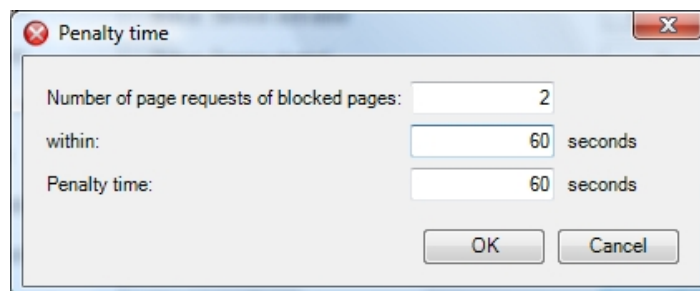 Penalty time
Number of page requests of blocked pages: 2
within: 60 seconds
Penalty time: 60 seconds
OK Cancel